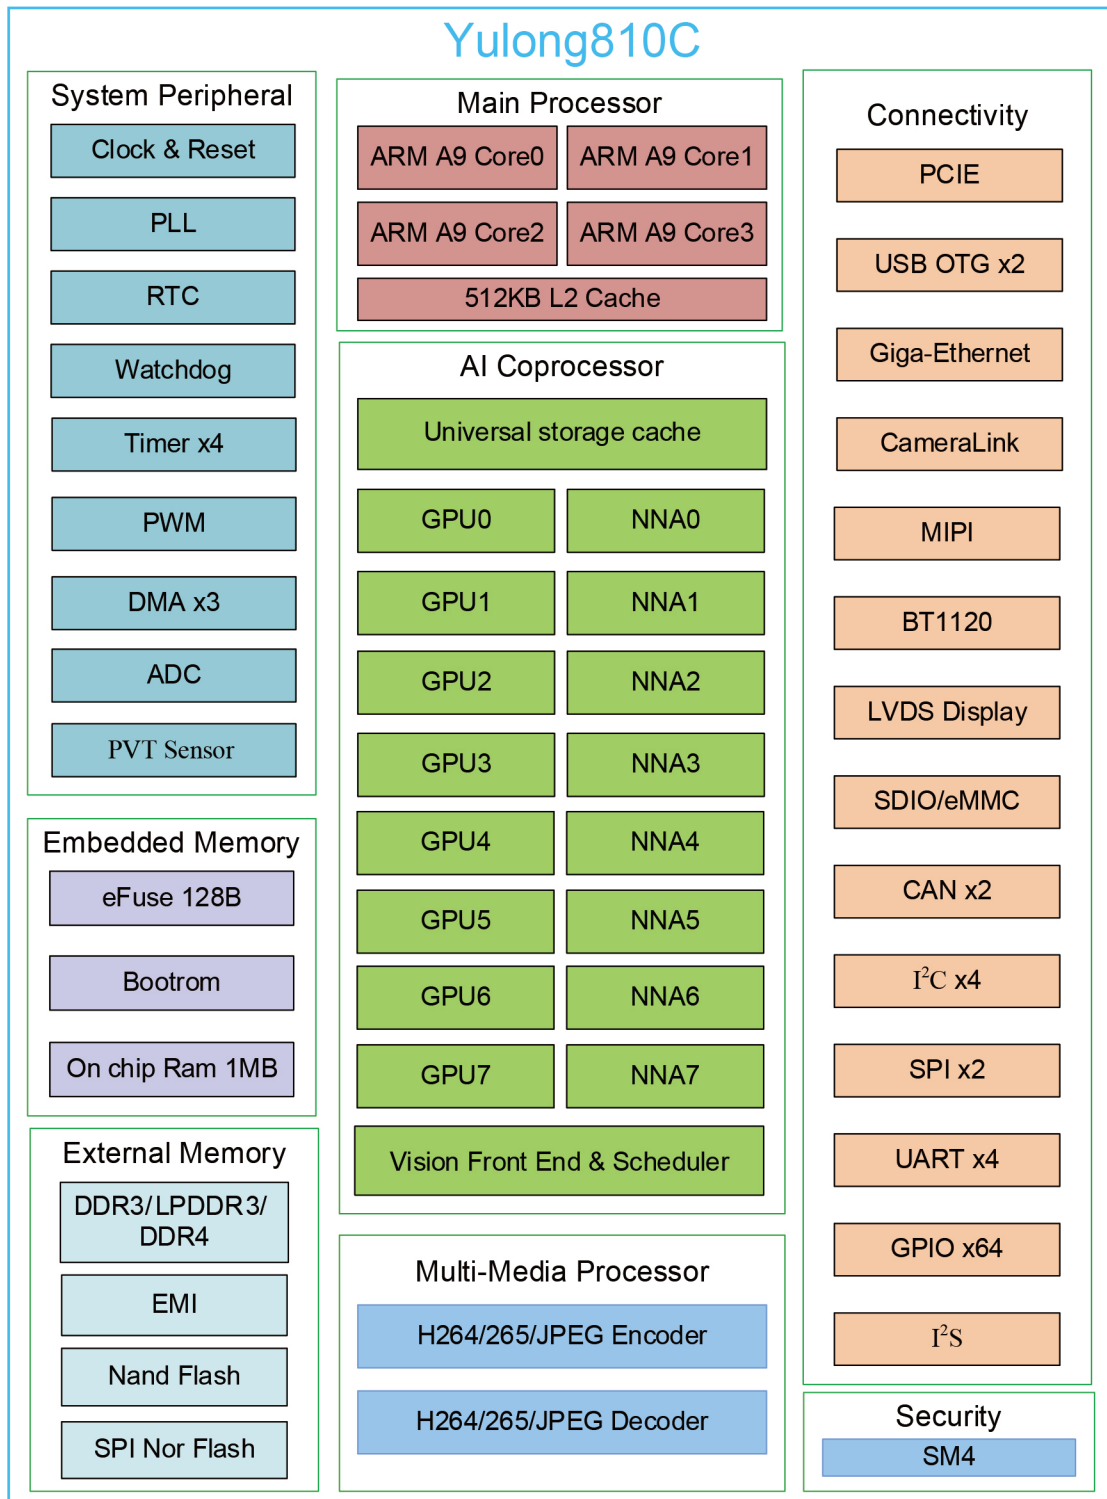 Yulong810C
System Peripheral
Clock & Reset
PLL
RTC
Watchdog
Timer x4
PWM
DMA x3
ADC
PVT Sensor
Embedded Memory
eFuse 128B
Bootrom
On chip Ram 1MB
External Memory
DDR3/LPDDR3/
DDR4
EMI
Nand Flash
SPI Nor Flash
Main Processor
ARM A9 Core0
ARM A9 Core1
ARM A9 Core2
ARM A9 Core3
512KB L2 Cache
AI Coprocessor
Universal storage cache
GPU0
NNA0
GPU1
NNA1
GPU2
NNA2
GPU3
NNA3
GPU4
NNA4
GPU5
NNA5
GPU6
NNA6
GPU7
NNA7
Vision Front End & Scheduler
Multi-Media Processor
H264/265/JPEG Encoder
H264/265/JPEG Decoder
Connectivity
PCIE
USB OTG x2
Giga-Ethernet
CameraLink
MIPI
BT1120
LVDS Display
SDIO/eMMC
CAN x2
I²C x4
SPI x2
UART x4
GPIO x64
I²S
Security
SM4